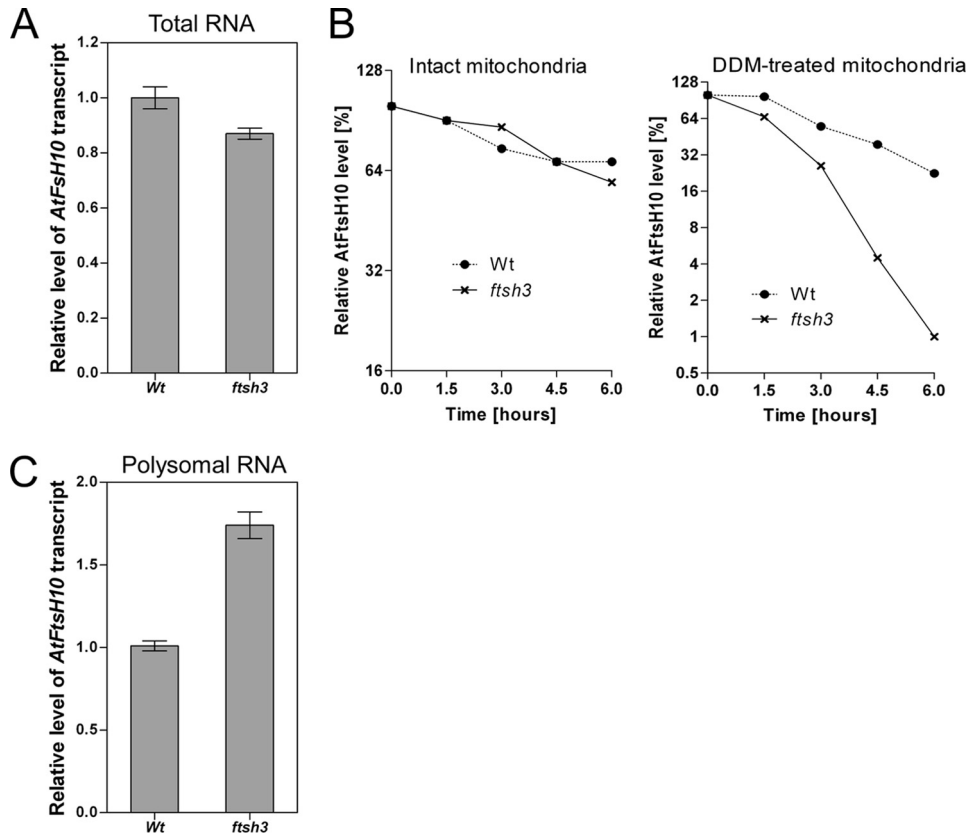 A
Total RNA
Relative level of AtFsH10 transcript
1.2
1.0
0.8
0.6
0.4
0.2
0.0
Wt
ftsh3
B
Intact mitochondria
Relative AtFtsH10 level [%]
128
64
32
16
Wt
ftsh3
0.0 1.5 3.0 4.5 6.0
Time [hours]
DDM-treated mitochondria
Relative AtFtsH10 level [%]
128
64
32
16
8
4
2
1
0.5
Wt
ftsh3
0.0 1.5 3.0 4.5 6.0
Time [hours]
C
Polysomal RNA
Relative level of AtFtsH10 transcript
2.0
1.5
1.0
0.5
0.0
Wt
ftsh3